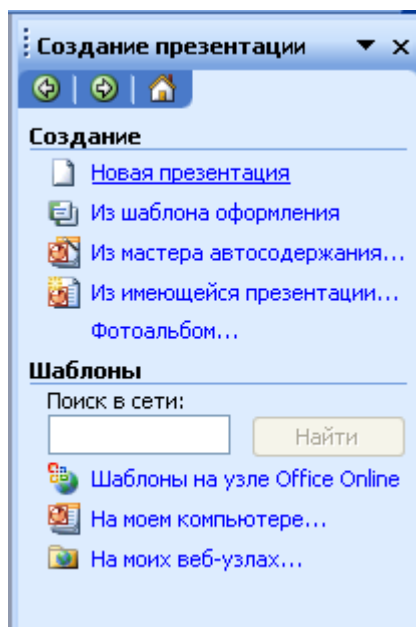 Создание презентации
Создание
Новая презентация
Из шаблона оформления
Из мастера автосодержания...
Из имеющейся презентации...
Фотоальбом...
Шаблоны
Поиск в сети:
Найти
Шаблоны на узле Office Online
На моем компьютере...
На моих веб-узлах...